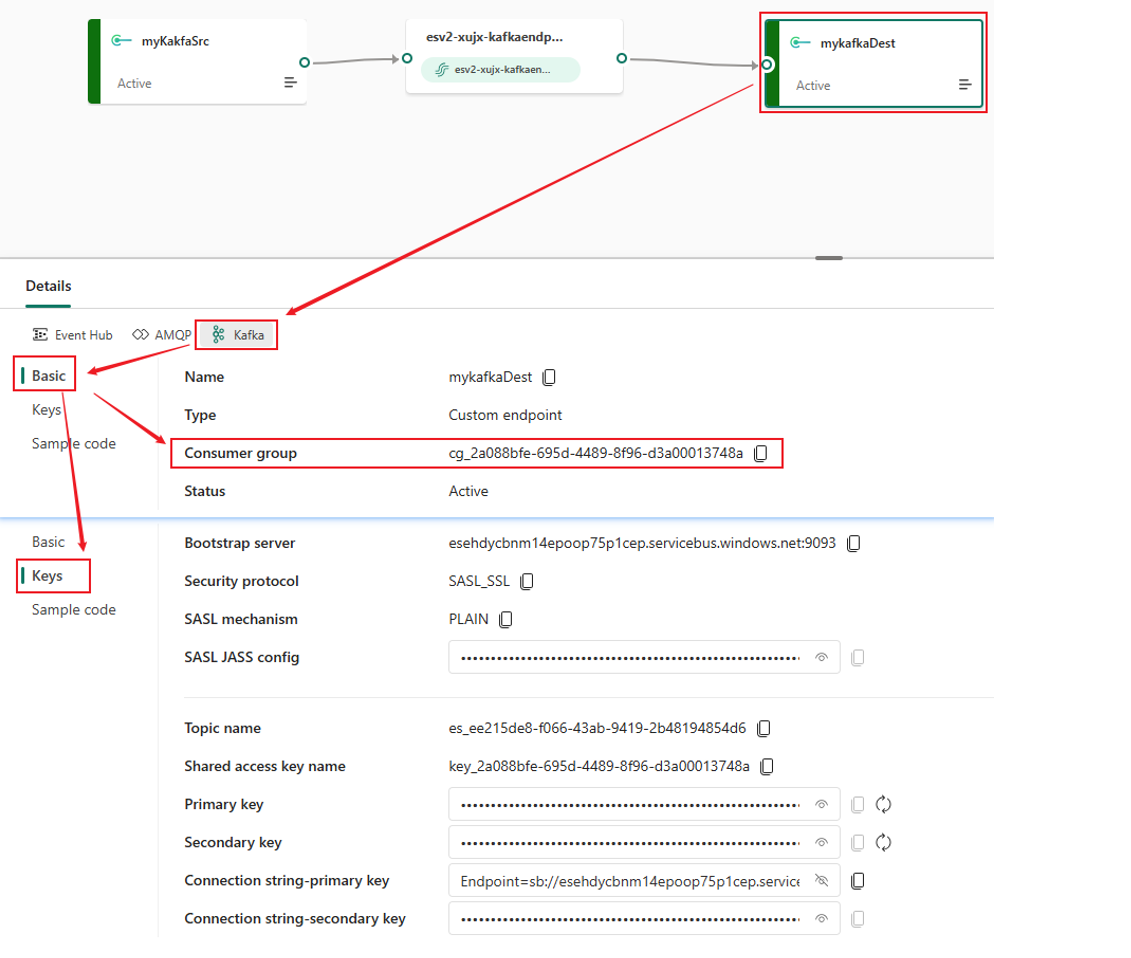 myKakfaSrc
Active
esv2-xujx-kafkaendp...
esv2-xujx-kafkaen...
mykafkaDest
Active
Details
Event Hub AMQP Kafka
Basic
Keys
Sample code
Name mykafkaDest
Type Custom endpoint
Consumer group cg_2a088bfe-695d-4489-8f96-d3a00013748a
Status Active
Basic
Keys
Sample code
Bootstrap server esehdycbnm14epoop75p1cep.servicebus.windows.net:9093
Security protocol SASL_SSL
SASL mechanism PLAIN
SASL JASS config
Topic name es_ee215de8-f066-43ab-9419-2b48194854d6
Shared access key name key_2a088bfe-695d-4489-8f96-d3a00013748a
Primary key
Secondary key
Connection string-primary key Endpoint=sb://esehdycbnm14epoop75p1cep.service
Connection string-secondary key